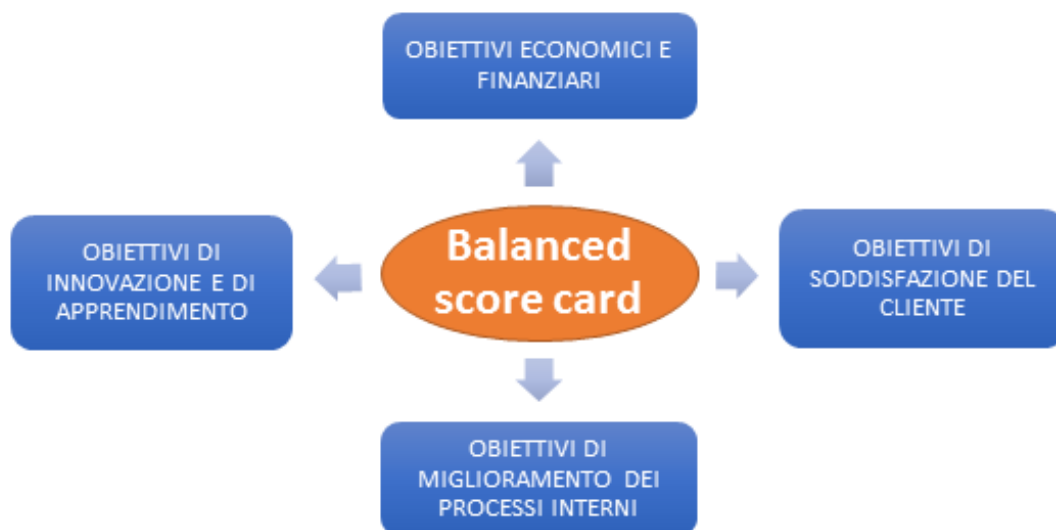 OBIETTIVI ECONOMICI E
FINANZIARI
OBIETTIVI DI
INNOVAZIONE E DI
APPRENDIMENTO
Balanced
score card
OBIETTIVI DI
SODDISFAZIONE DEL
CLIENTE
OBIETTIVI DI
MIGLIORAMENTO DEI
PROCESSI INTERNI